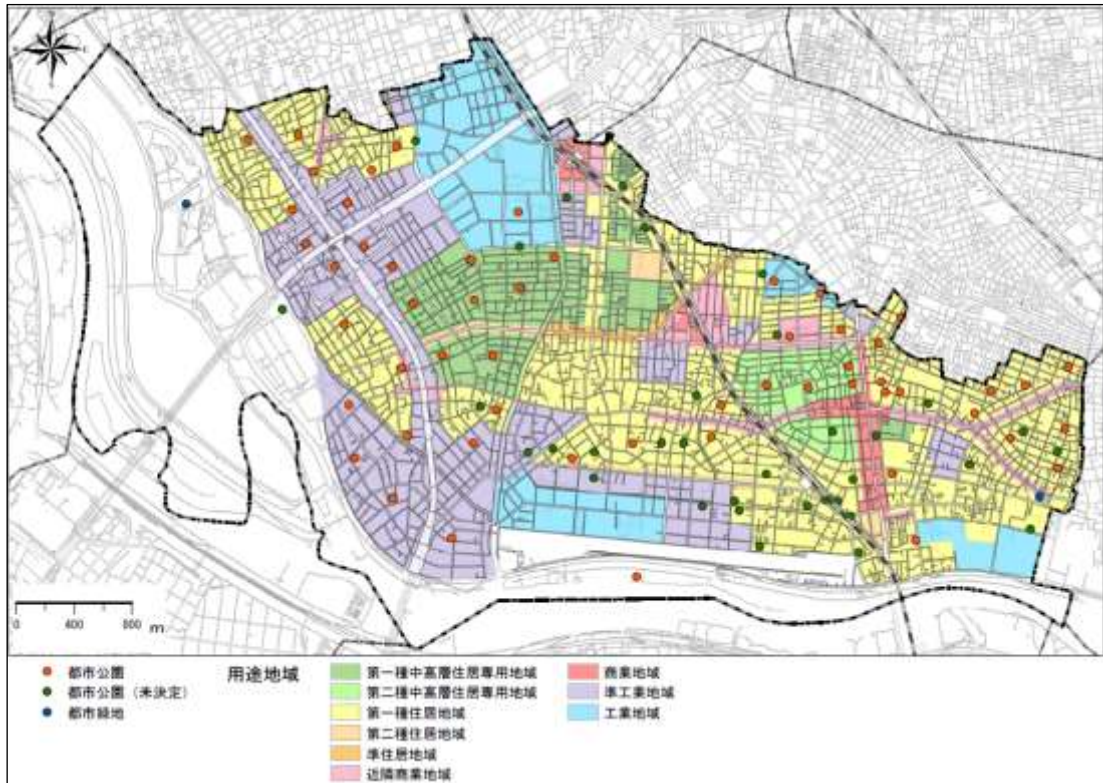 0 400 800 m
都市公園
都市公園（未決定）
都市緑地
用途地域
第一種中高層住居専用地域
第二種中高層住居専用地域
第一種住居地域
第二種住居地域
準住居地域
近隣商業地域
商業地域
準工業地域
工業地域